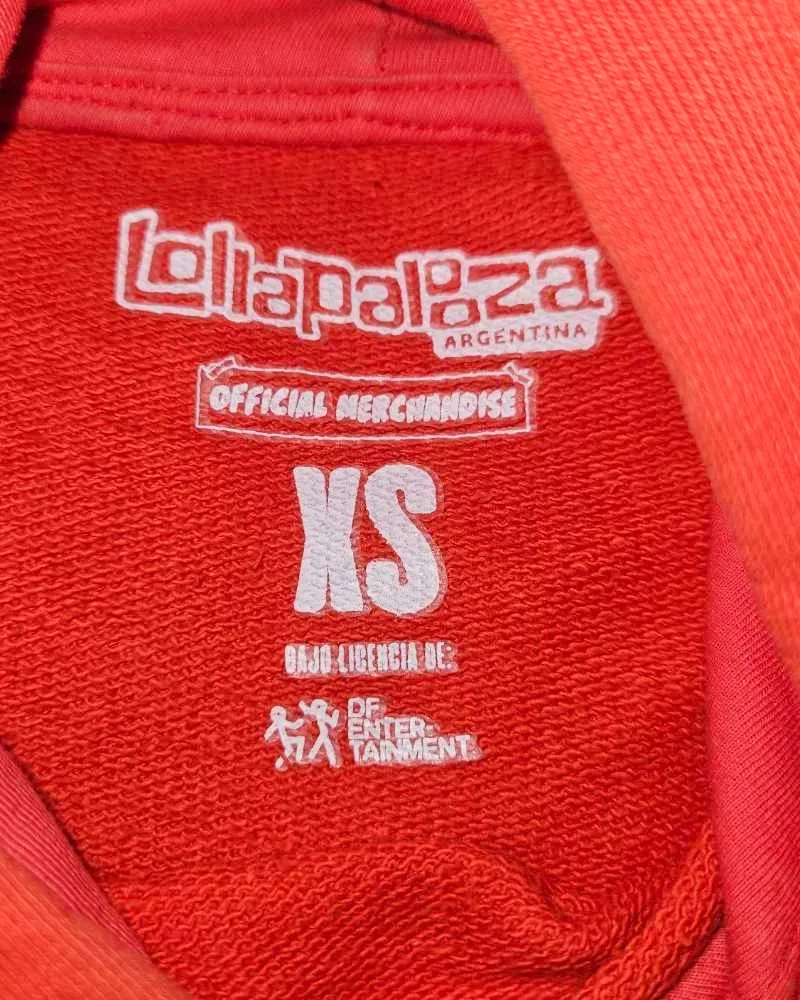 Lollapalooza
ARGENTINA
OFFICIAL MERCHANDISE
XS
BAJO LICENCIA DE:
DF
ENTER-
TAINMENT